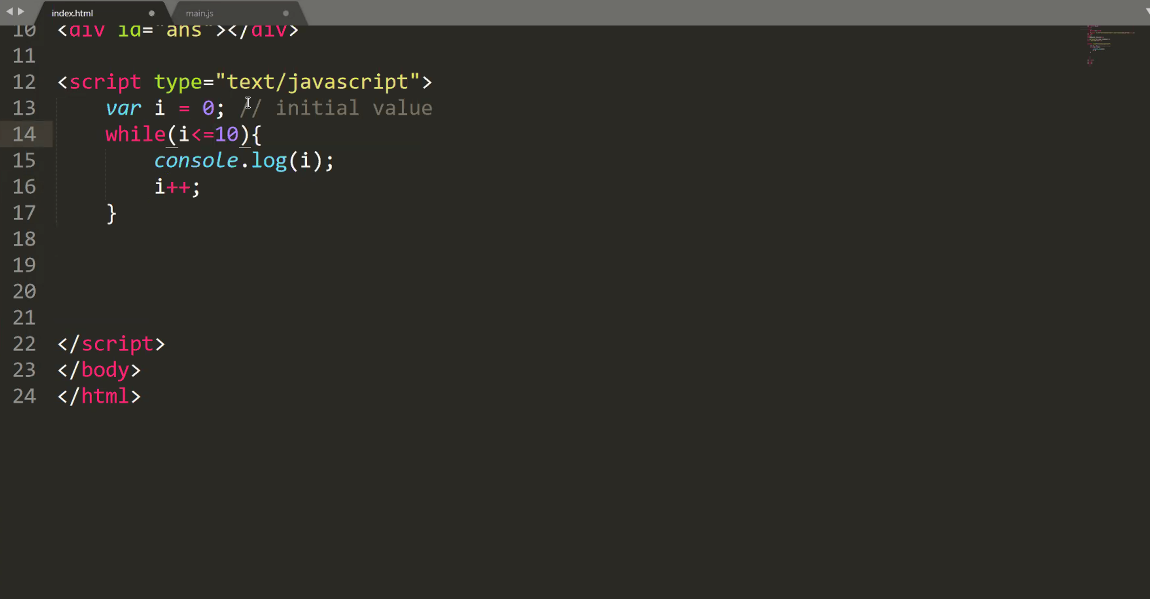 index.html
main.js
10 <div id="ans"></div>
11
12 <script type="text/javascript">
13 var i = 0; // initial value
14 while(i<=10){
15 console.log(i);
16 i++;
17 }
18
19
20
21
22 </script>
23 </body>
24 </html>